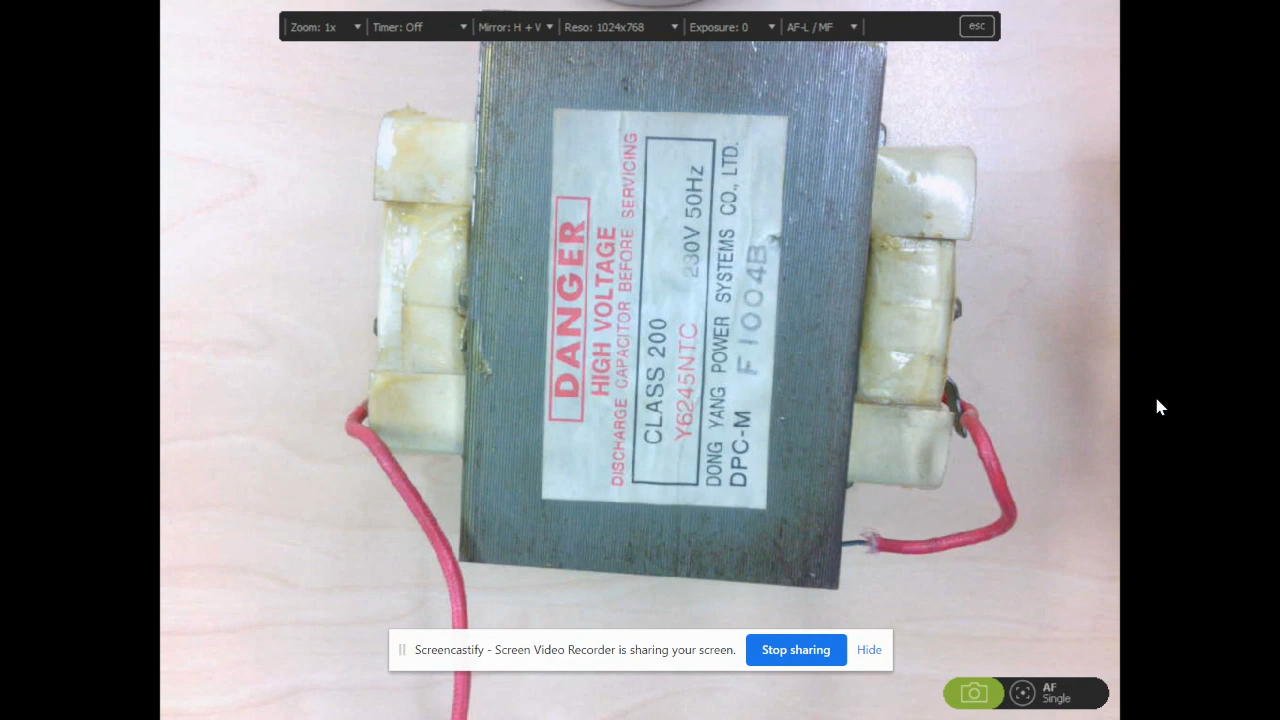 Zoom: 1x
Timer: Off
Mirror: H + V
Reso: 1024x768
Exposure: 0
AF-L / MF
esc
DANGER
HIGH VOLTAGE
DISCHARGE CAPACITOR BEFORE SERVICING
CLASS 200 230V 50Hz
Y6245NTC
DONG YANG POWER SYSTEMS CO., LTD.
DPC-M F1004B
Screencastify - Screen Video Recorder is sharing your screen.
Stop sharing
Hide
AF
Single